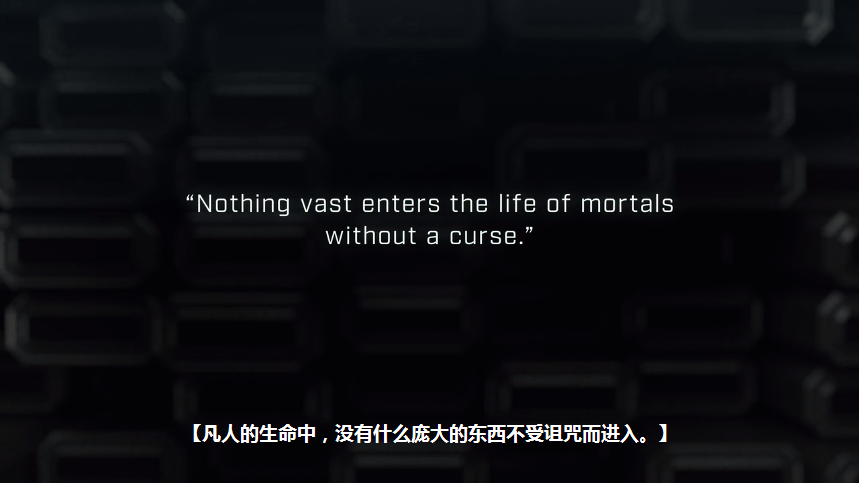 “Nothing vast enters the life of mortals
without a curse.”
【凡人的生命中，没有什么庞大的东西不受诅咒而进入。】